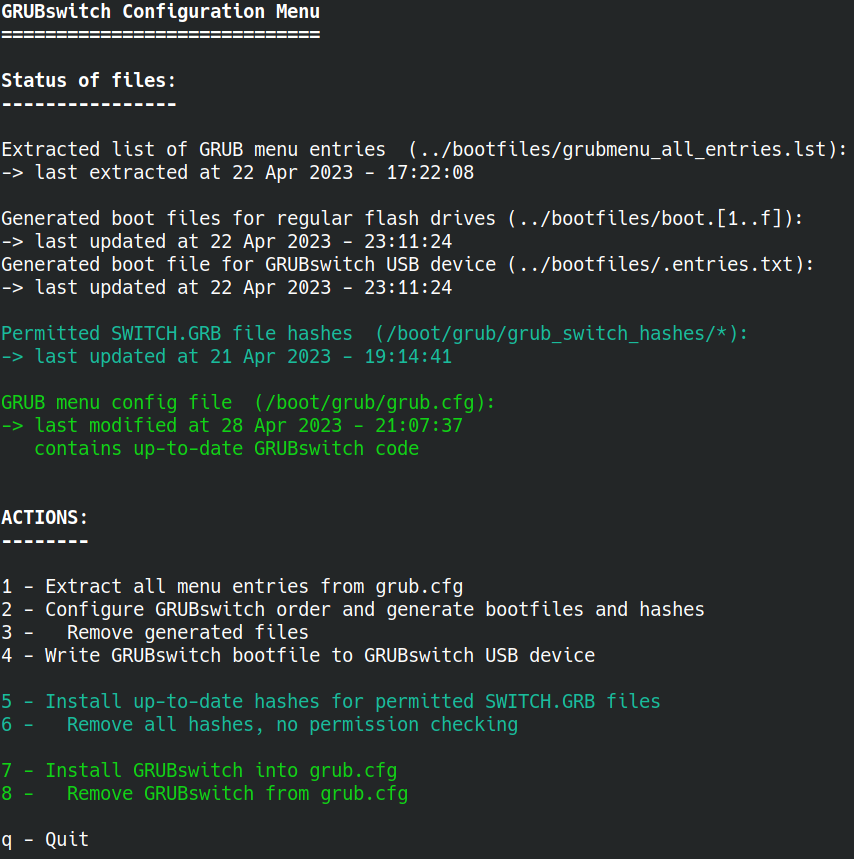 GRUBswitch Configuration Menu
=============================
Status of files:
----------------
Extracted list of GRUB menu entries  (../bootfiles/grubmenu_all_entries.lst):
-> last extracted at 22 Apr 2023 - 17:22:08
Generated boot files for regular flash drives (../bootfiles/boot.[1..f]):
-> last updated at 22 Apr 2023 - 23:11:24
Generated boot file for GRUBswitch USB device (../bootfiles/.entries.txt):
-> last updated at 22 Apr 2023 - 23:11:24
Permitted SWITCH.GRB file hashes  (/boot/grub/grub_switch_hashes/*):
-> last updated at 21 Apr 2023 - 19:14:41
GRUB menu config file  (/boot/grub/grub.cfg):
-> last modified at 28 Apr 2023 - 21:07:37
   contains up-to-date GRUBswitch code
ACTIONS:
--------
1 - Extract all menu entries from grub.cfg
2 - Configure GRUBswitch order and generate bootfiles and hashes
3 -   Remove generated files
4 - Write GRUBswitch bootfile to GRUBswitch USB device
5 - Install up-to-date hashes for permitted SWITCH.GRB files
6 -   Remove all hashes, no permission checking
7 - Install GRUBswitch into grub.cfg
8 -   Remove GRUBswitch from grub.cfg
q - Quit